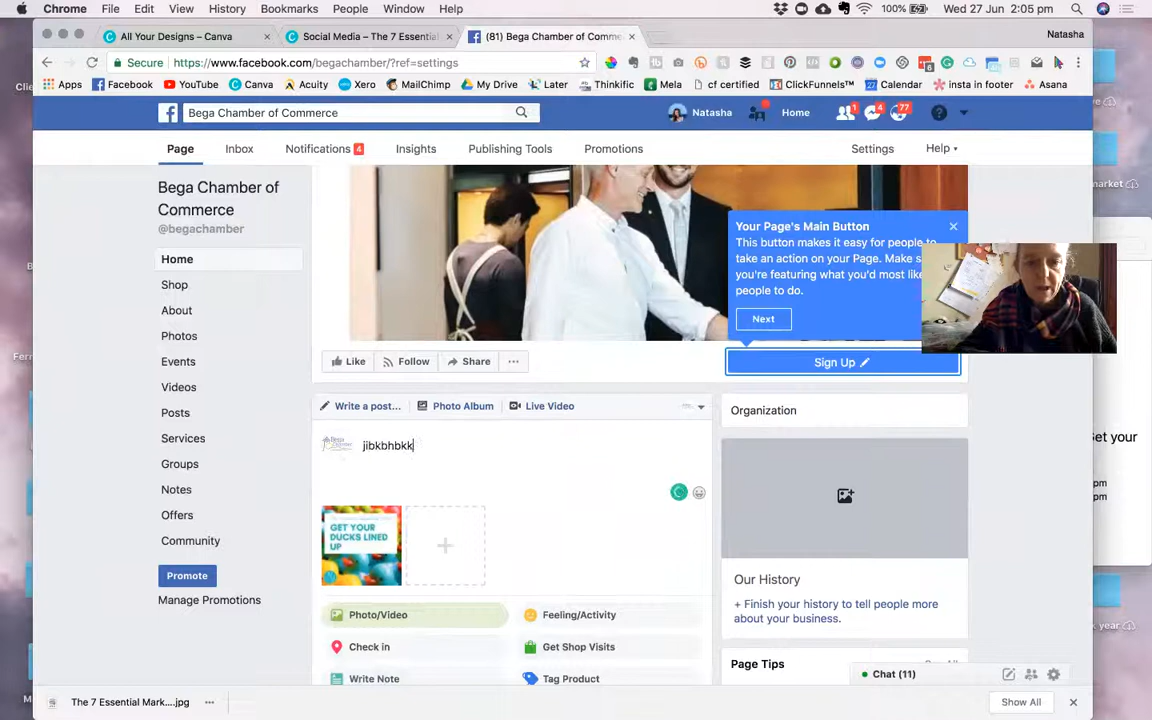 Chrome File Edit View History Bookmarks People Window Help 100% Wed 27 Jun 2:05 pm
All Your Designs – Canva Social Media – The 7 Essential (81) Bega Chamber of Comme Natasha
Secure https://www.facebook.com/begachamber/?ref=settings
Apps Facebook YouTube Canva Acuity Xero MailChimp My Drive Later Thinkific Mela cf certified ClickFunnels™ Calendar insta in footer Asana
Bega Chamber of Commerce Natasha Home 1 4 77
Page Inbox Notifications 4 Insights Publishing Tools Promotions Settings Help
Bega Chamber of
Commerce
@begachamber
Home
Shop
About
Photos
Events
Videos
Posts
Services
Groups
Notes
Offers
Community
Promote
Manage Promotions
Your Page's Main Button
This button makes it easy for people to
take an action on your Page. Make s
you're featuring what you'd most like
people to do.
Next
Like Follow Share
Sign Up
Write a post... Photo Album Live Video
jibkbhbkk
GET YOUR
DUCKS LINED
UP
Photo/Video Feeling/Activity
Check in Get Shop Visits
Write Note Tag Product
Organization
Our History
+ Finish your history to tell people more
about your business.
Page Tips
Chat (11)
market
Get your
pm
pm
year
The 7 Essential Mark....jpg
Show All